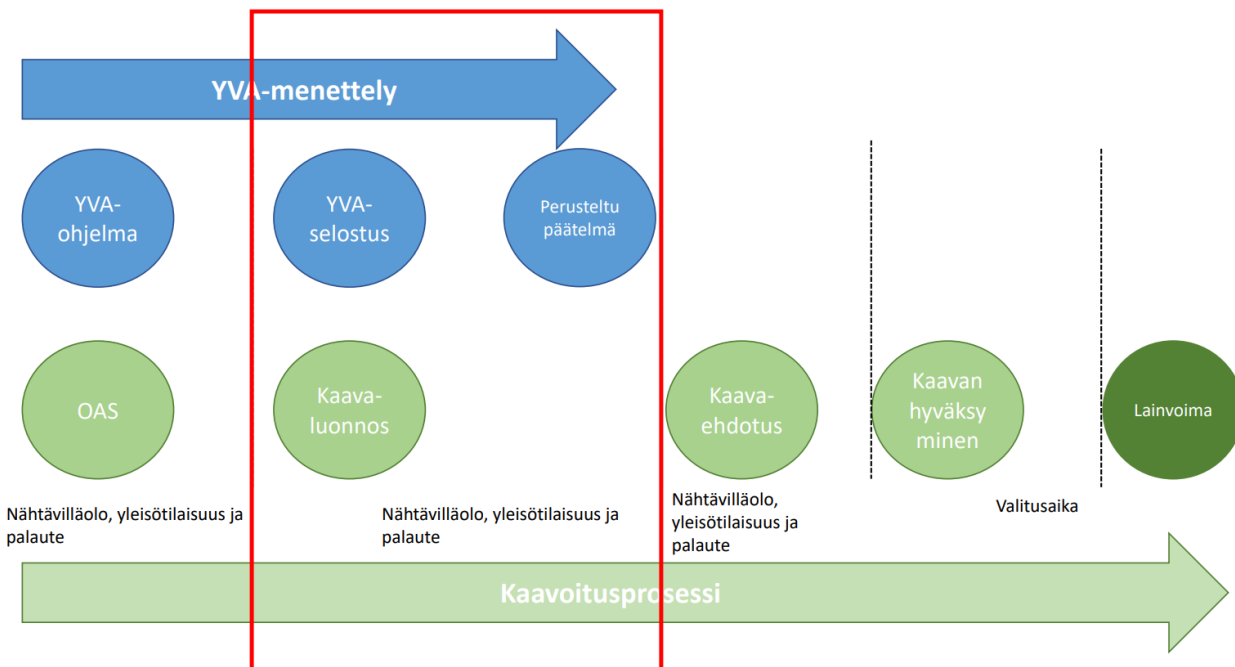 YVA-menettely
YVA-
ohjelma
YVA-
selostus
Perusteltu
päätelmä
OAS
Kaava-
luonnos
Kaava-
ehdotus
Kaavan
hyväksy
minen
Lainvoima
Nähtävilläolo, yleisötilaisuus ja
palaute
Nähtävilläolo, yleisötilaisuus ja
palaute
Nähtävilläolo,
yleisötilaisuus ja
palaute
Valitusaika
Kaavoitusprosessi